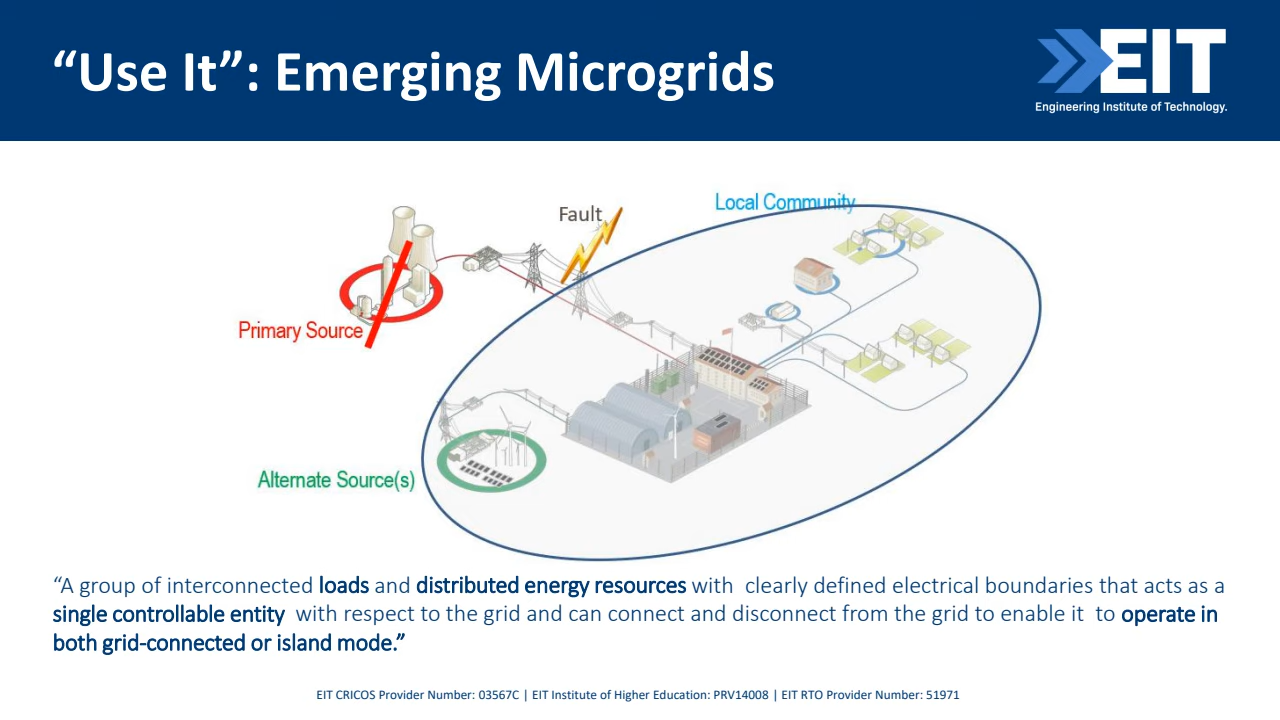 “Use It”: Emerging Microgrids
EIT
Engineering Institute of Technology.
Local Community
Fault
Primary Source
Alternate Source(s)
“A group of interconnected loads and distributed energy resources with clearly defined electrical boundaries that acts as a
single controllable entity with respect to the grid and can connect and disconnect from the grid to enable it to operate in
both grid-connected or island mode.”
EIT CRICOS Provider Number: 03567C | EIT Institute of Higher Education: PRV14008 | EIT RTO Provider Number: 51971